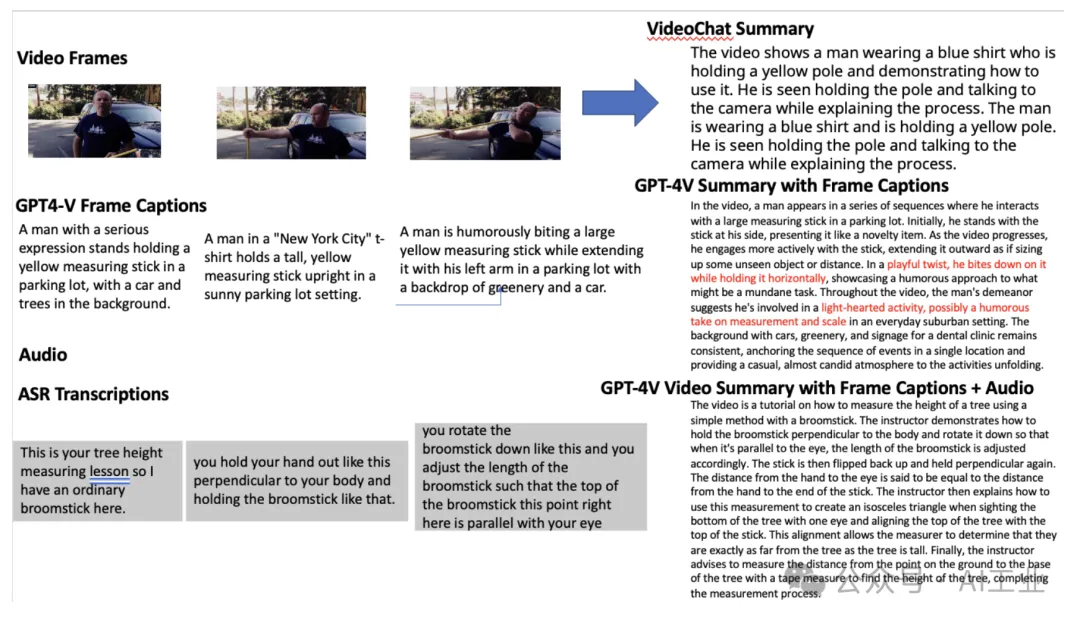 Video Frames
GPT4-V Frame Captions
A man with a serious
expression stands holding a
yellow measuring stick in a
parking lot, with a car and
trees in the background.
A man in a "New York City" t-
shirt holds a tall, yellow
measuring stick upright in a
sunny parking lot setting.
A man is humorously biting a large
yellow measuring stick while extending
it with his left arm in a parking lot with
a backdrop of greenery and a car.
Audio
ASR Transcriptions
This is your tree height
measuring lesson so I
have an ordinary
broomstick here.
you hold your hand out like this
perpendicular to your body and
holding the broomstick like that.
you rotate the
broomstick down like this and you
adjust the length of the
broomstick such that the top of
the broomstick this point right
here is parallel with your eye
VideoChat Summary
The video shows a man wearing a blue shirt who is
holding a yellow pole and demonstrating how to
use it. He is seen holding the pole and talking to
the camera while explaining the process. The man
is wearing a blue shirt and is holding a yellow pole.
He is seen holding the pole and talking to the
camera while explaining the process.
GPT-4V Summary with Frame Captions
In the video, a man appears in a series of sequences where he interacts
with a large measuring stick in a parking lot. Initially, he stands with the
stick at his side, presenting it like a novelty item. As the video progresses,
he engages more actively with the stick, extending it outward as if sizing
up some unseen object or distance. In a playful twist, he bites down on it
while holding it horizontally, showcasing a humorous approach to what
might be a mundane task. Throughout the video, the man's demeanor
suggests he's involved in a light-hearted activity, possibly a humorous
take on measurement and scale in an everyday suburban setting. The
background with cars, greenery, and signage for a dental clinic remains
consistent, anchoring the sequence of events in a single location and
providing a casual, almost candid atmosphere to the activities unfolding.
GPT-4V Video Summary with Frame Captions + Audio
The video is a tutorial on how to measure the height of a tree using a
simple method with a broomstick. The instructor demonstrates how to
hold the broomstick perpendicular to the body and rotate it down so that
when it's parallel to the eye, the length of the broomstick is adjusted
accordingly. The stick is then flipped back up and held perpendicular again.
The distance from the hand to the eye is said to be equal to the distance
from the hand to the end of the stick. The instructor then explains how to
use this measurement to create an isosceles triangle when sighting the
bottom of the tree with one eye and aligning the top of the tree with the
top of the stick. This alignment allows the measurer to determine that they
are exactly as far from the tree as the tree is tall. Finally, the instructor
advises to measure the distance from the point on the ground to the base
of the tree with a tape measure to find the height of the tree, completing
the measurement process.
公众号 · AI工业